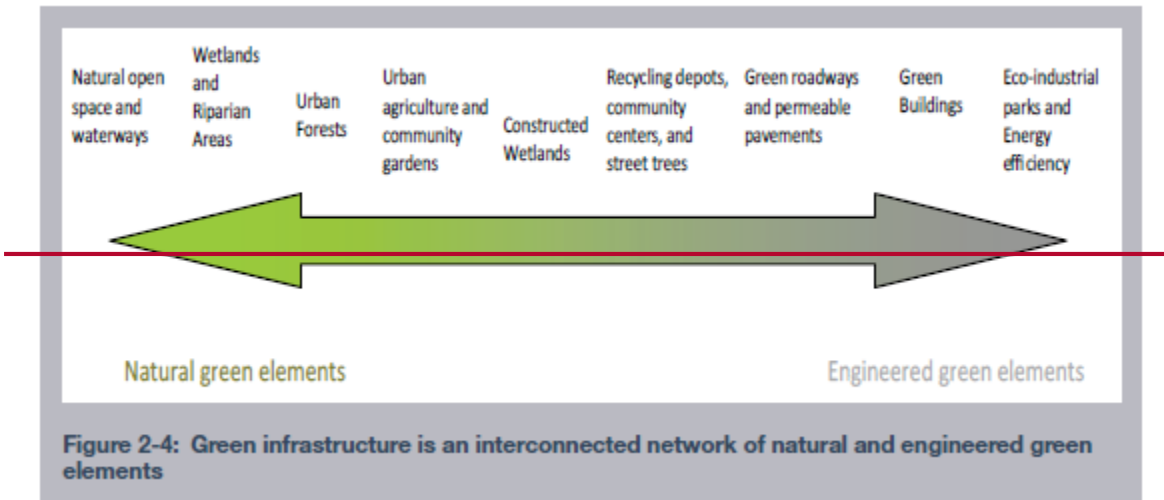 Natural open
space and
waterways
Wetlands
and
Riparian
Areas
Urban
Forests
Urban
agriculture and
community
gardens
Constructed
Wetlands
Recycling depots,
community
centers, and
street trees
Green roadways
and permeable
pavements
Green
Buildings
Eco-industrial
parks and
Energy
efficiency
Natural green elements
Engineered green elements
Figure 2-4: Green infrastructure is an interconnected network of natural and engineered green
elements